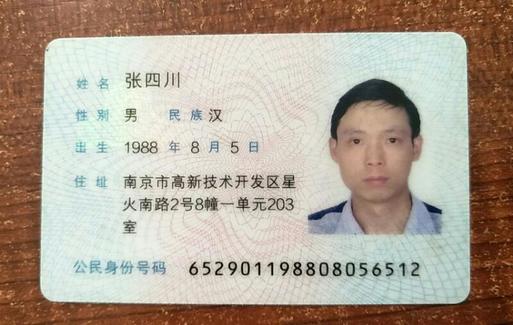 姓名 张四川
性别 男 民族 汉
出生 1988 年 8 月 5 日
住址 南京市高新技术开发区星
火南路2号8幢一单元203
室
公民身份号码 652901198808056512